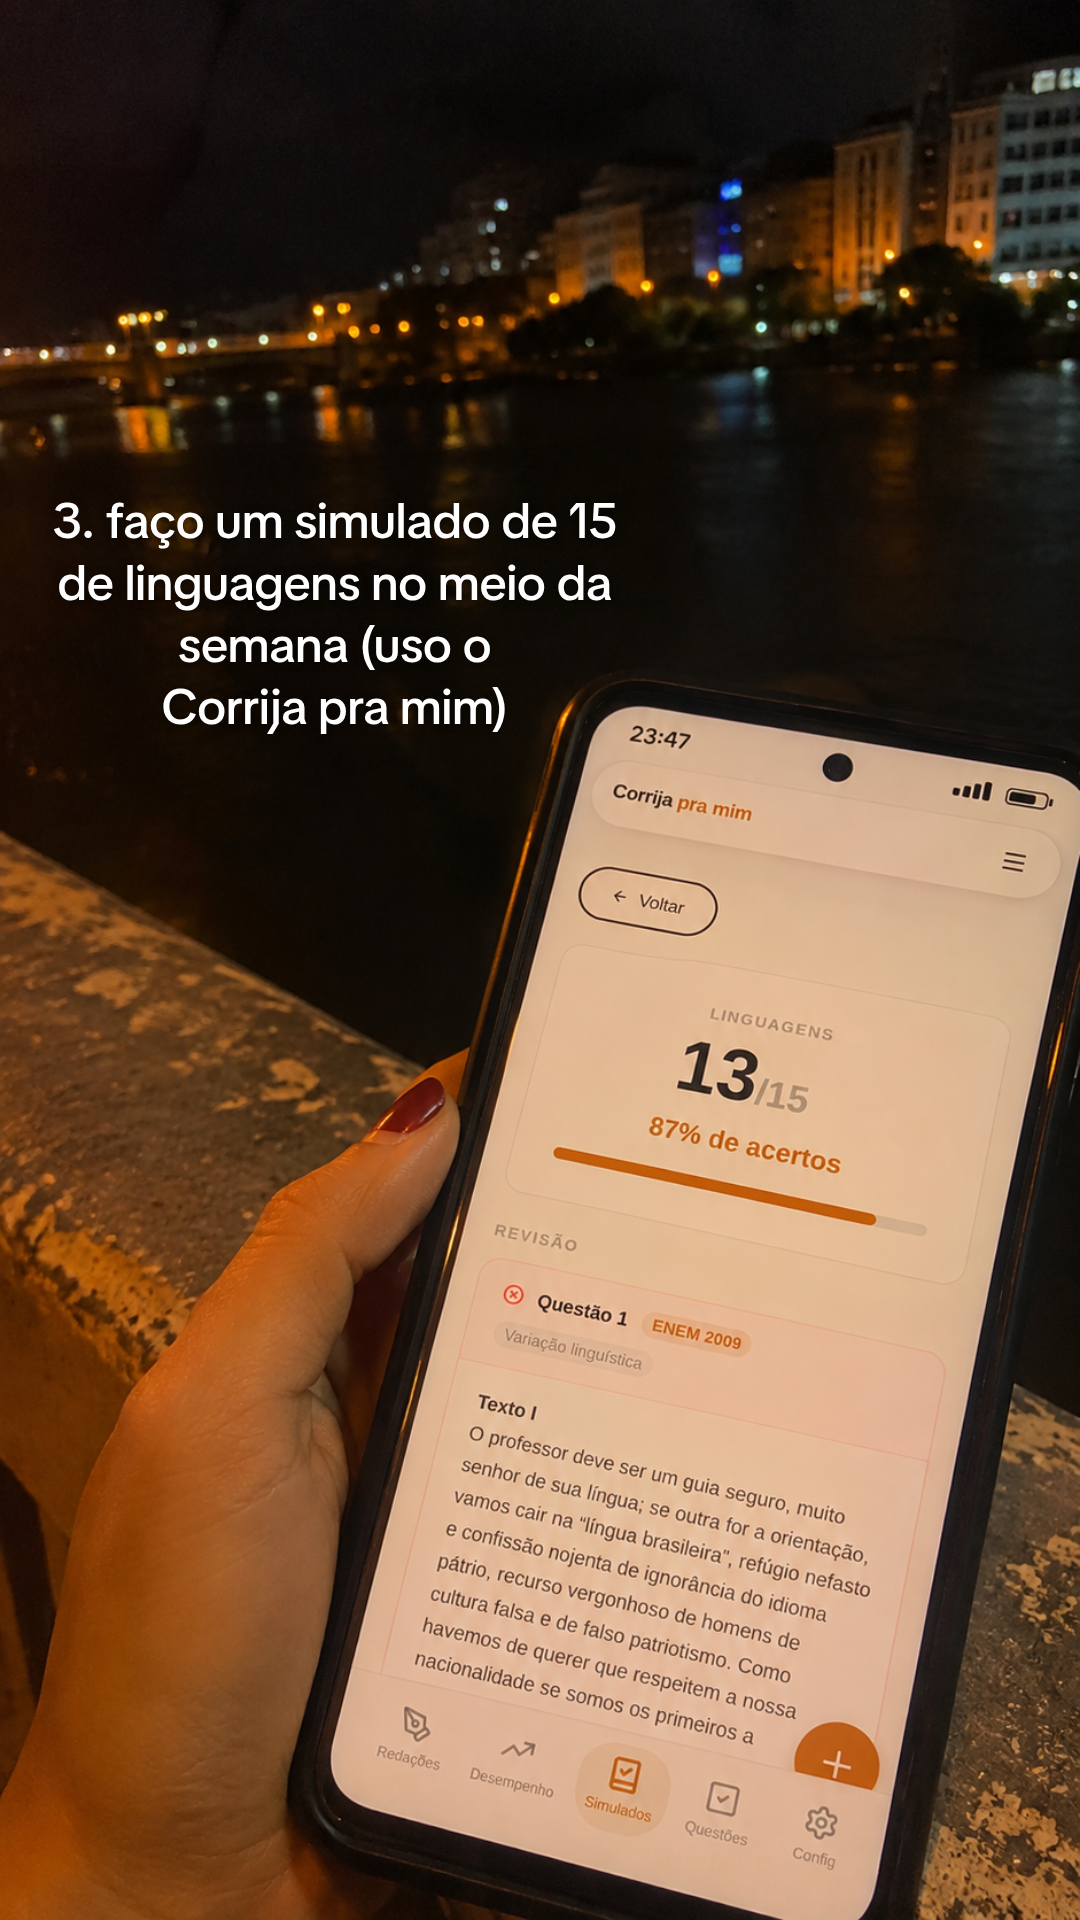 3. faço um simulado de 15
de linguagens no meio da
semana (uso o
Corrija pra mim)
23:47
Corrija pra mim
← Voltar
LINGUAGENS
13/15
87% de acertos
REVISÃO
Questão 1 ENEM 2009
Variação linguística
Texto I
O professor deve ser um guia seguro, muito
senhor de sua língua; se outra for a orientação,
vamos cair na “língua brasileira”, refúgio nefasto
e confissão nojenta de ignorância do idioma
pátrio, recurso vergonhoso de homens de
cultura falsa e de falso patriotismo. Como
havemos de querer que respeitem a nossa
nacionalidade se somos os primeiros a
Redações
Desempenho
Simulados
Questões
Config